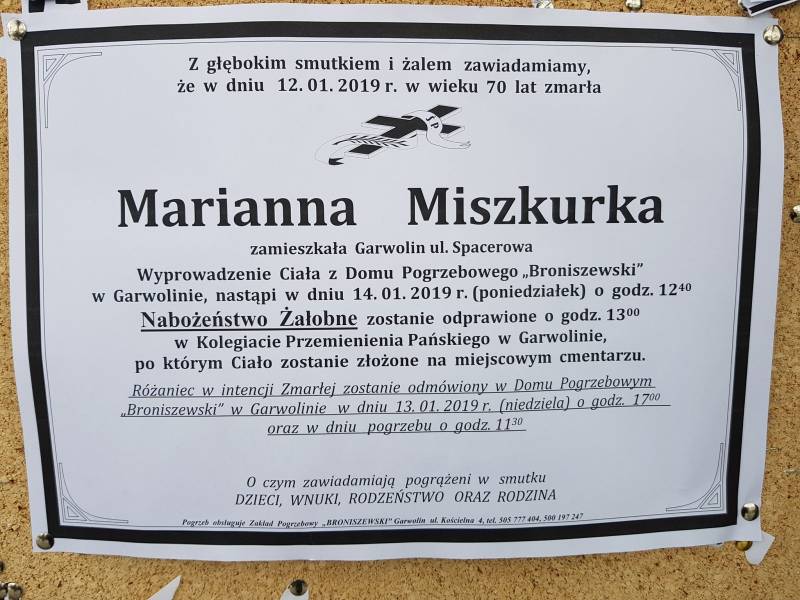 Z głębokim smutkiem i żalem zawiadamiamy,
że w dniu 12.01.2019 r. w wieku 70 lat zmarła
Ś P
Marianna Miszkurka
zamieszkała Garwolin ul. Spacerowa
Wyprowadzenie Ciała z Domu Pogrzebowego „Broniszewski”
w Garwolinie, nastąpi w dniu 14.01.2019 r. (poniedziałek) o godz. 12⁴⁰
Nabożeństwo Żałobne zostanie odprawione o godz. 13⁰⁰
w Kolegiacie Przemienienia Pańskiego w Garwolinie,
po którym Ciało zostanie złożone na miejscowym cmentarzu.
Różaniec w intencji Zmarłej zostanie odmówiony w Domu Pogrzebowym
„Broniszewski” w Garwolinie w dniu 13.01.2019 r. (niedziela) o godz. 17⁰⁰
oraz w dniu pogrzebu o godz. 11³⁰
O czym zawiadamiają pogrążeni w smutku
DZIECI, WNUKI, RODZEŃSTWO ORAZ RODZINA
Pogrzeb obsługuje Zakład Pogrzebowy „BRONISZEWSKI” Garwolin ul. Kościelna 4, tel. 505 777 404, 500 197 247